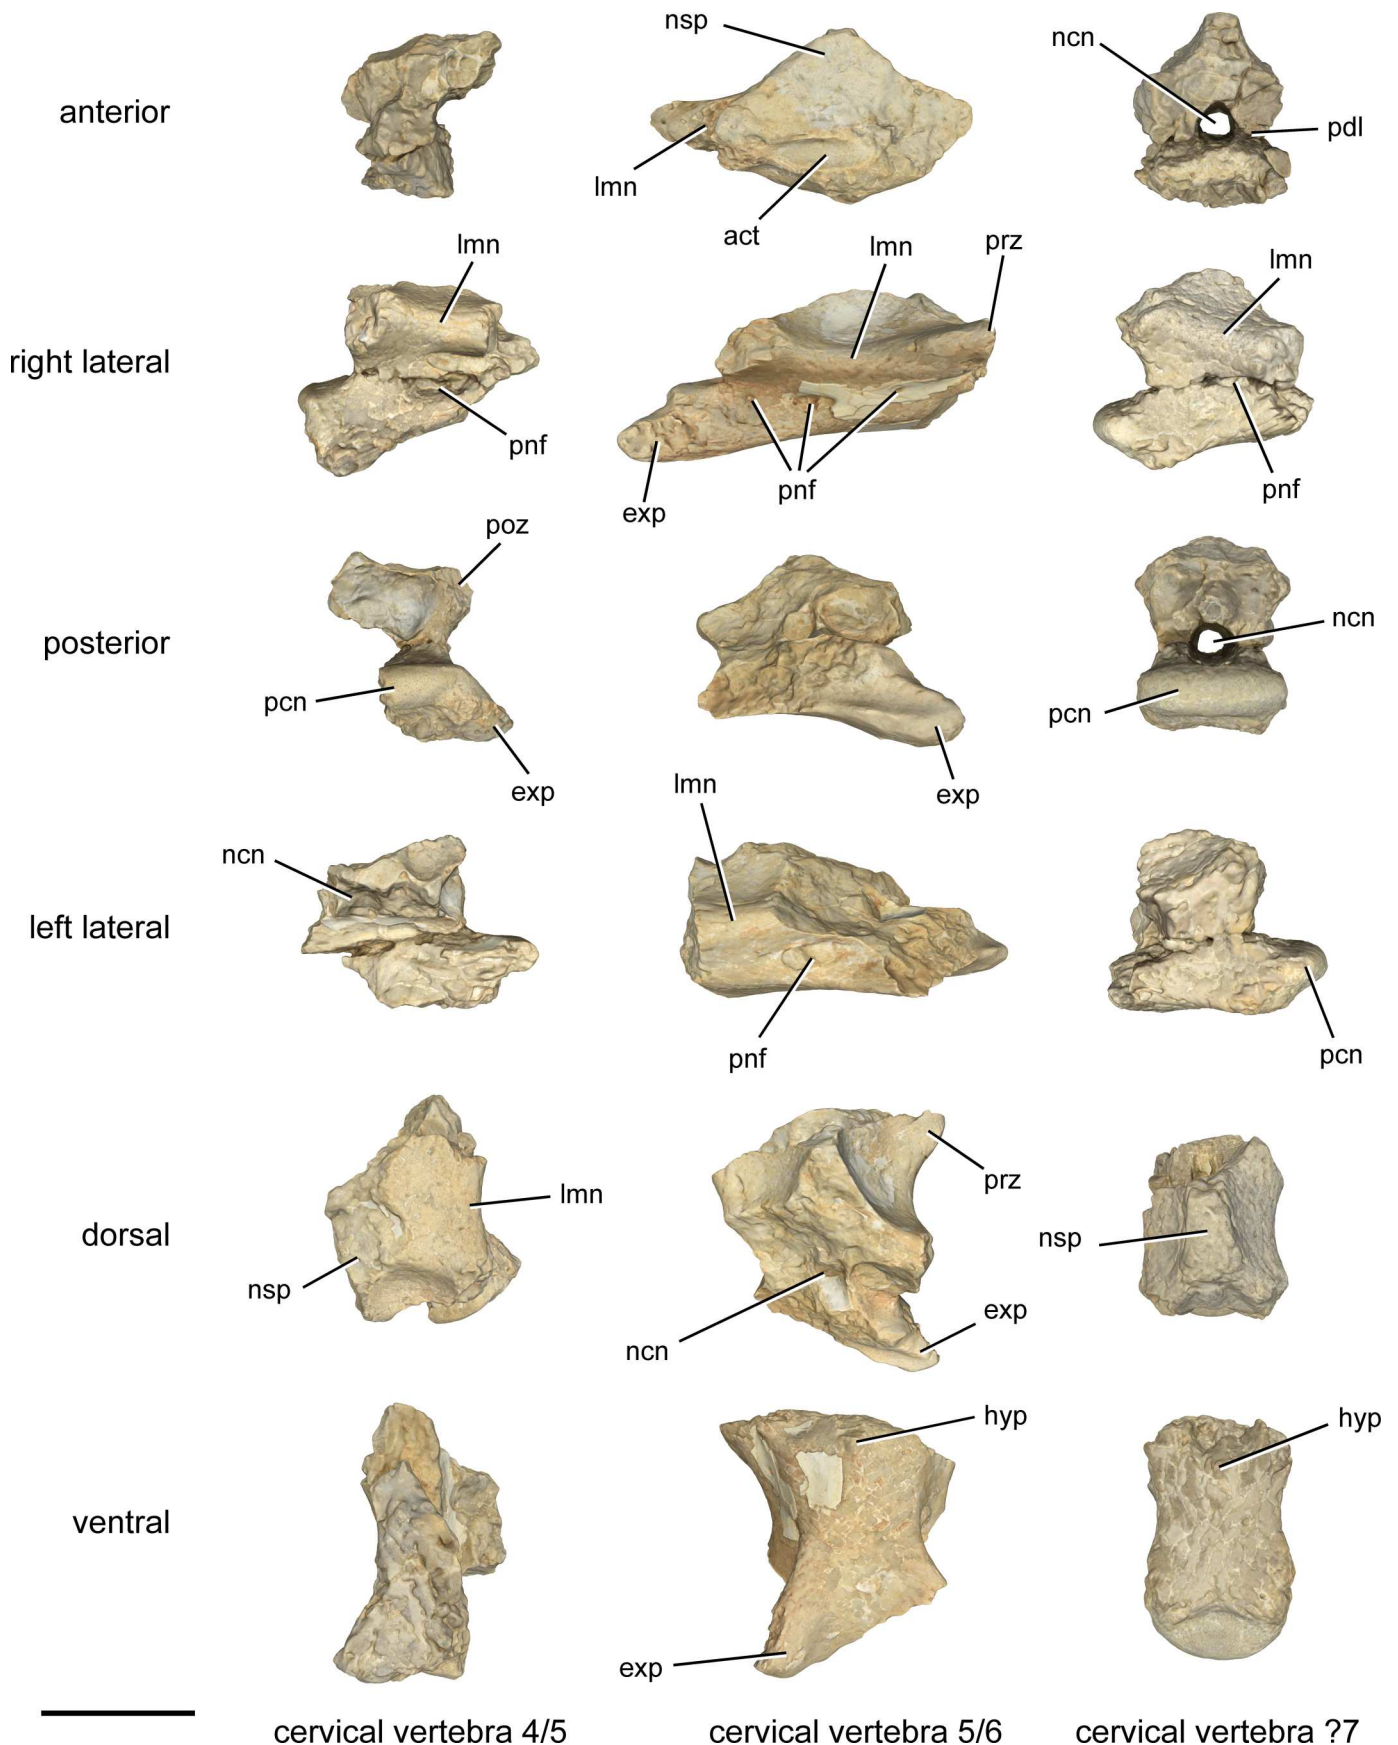 nsp
ncn
anterior
pdl
lmn
act
lmn
lmn
prz
lmn
right lateral
pnf
pnf
pnf
exp
poz
posterior
ncn
pcn
pcn
exp
exp
lmn
ncn
left lateral
pnf
pcn
prz
lmn
dorsal
nsp
nsp
exp
ncn
hyp
hyp
ventral
exp
cervical vertebra 4/5
cervical vertebra 5/6
cervical vertebra ?7